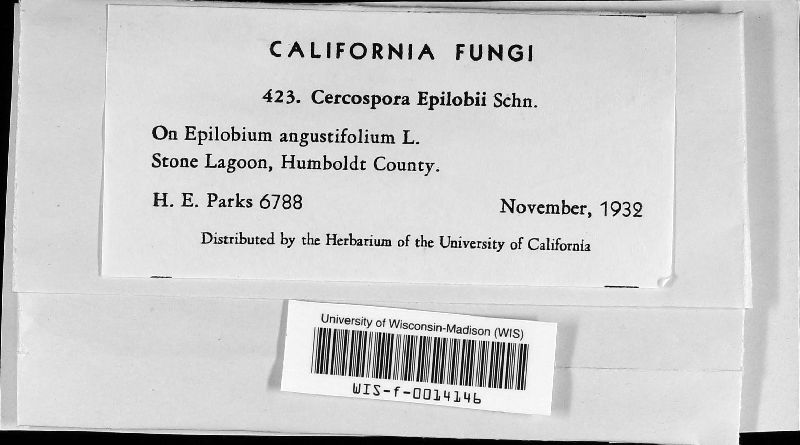 CALIFORNIA FUNGI
423. Cercospora Epilobii Schn.
On Epilobium angustifolium L.
Stone Lagoon, Humboldt County.
H. E. Parks 6788 November, 1932
Distributed by the Herbarium of the University of California
University of Wisconsin-Madison (WIS)
WIS-f-0014146